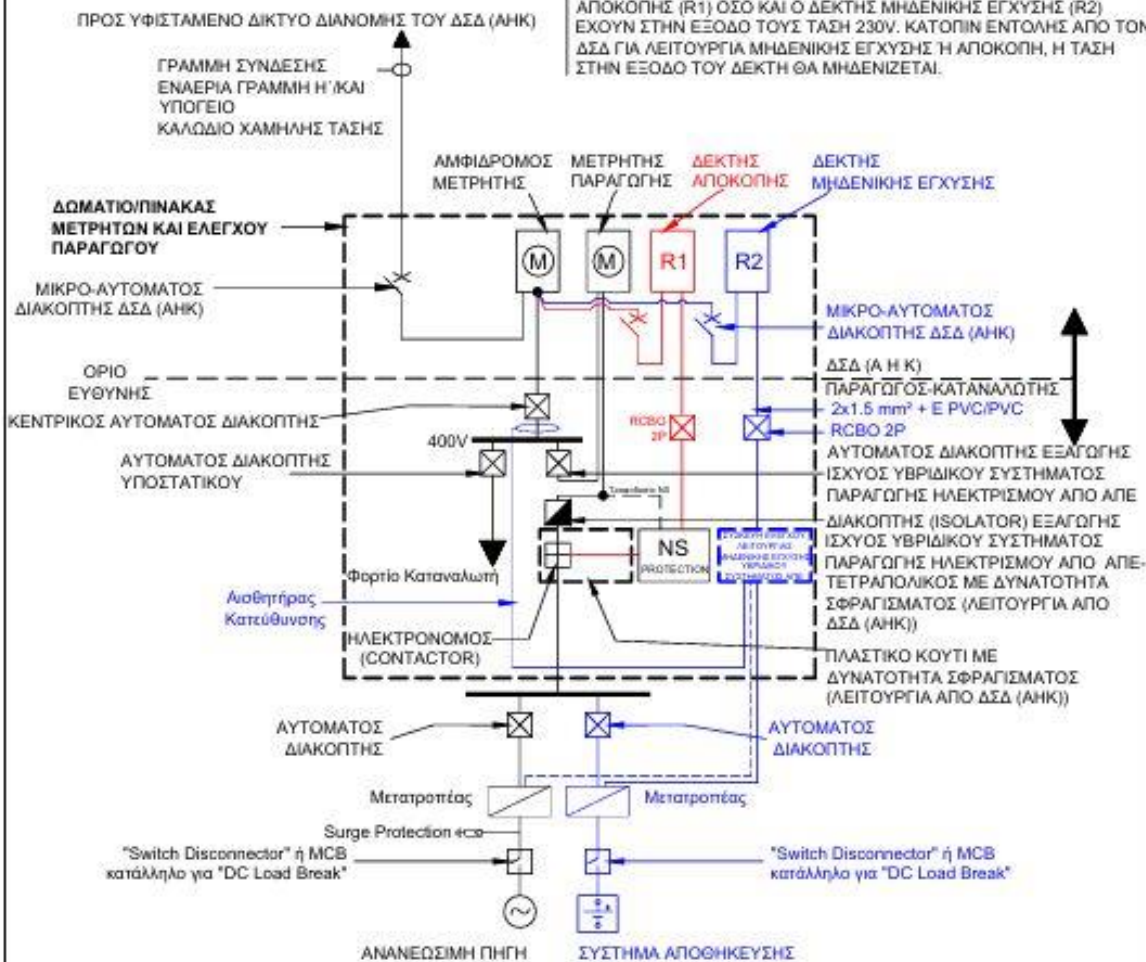 ΠΡΟΣ ΥΦΙΣΤΑΜΕΝΟ ΔΙΚΤΥΟ ΔΙΑΝΟΜΗΣ ΤΟΥ ΔΣΔ (ΑΗΚ)
ΑΠΟΚΟΠΗΣ (R1) ΟΣΟ ΚΑΙ Ο ΔΕΚΤΗΣ ΜΗΔΕΝΙΚΗΣ ΕΓΧΥΣΗΣ (R2)
ΕΧΟΥΝ ΣΤΗΝ ΕΞΟΔΟ ΤΟΥΣ ΤΑΣΗ 230V. ΚΑΤΟΠΙΝ ΕΝΤΟΛΗΣ ΑΠΟ ΤΟΝ
ΔΣΔ ΓΙΑ ΛΕΙΤΟΥΡΓΙΑ ΜΗΔΕΝΙΚΗΣ ΕΓΧΥΣΗΣ Ή ΑΠΟΚΟΠΗ, Η ΤΑΣΗ
ΣΤΗΝ ΕΞΟΔΟ ΤΟΥ ΔΕΚΤΗ ΘΑ ΜΗΔΕΝΙΖΕΤΑΙ.
ΓΡΑΜΜΗ ΣΥΝΔΕΣΗΣ
ΕΝΑΕΡΙΑ ΓΡΑΜΜΗ Η΄/ΚΑΙ
ΥΠΟΓΕΙΟ
ΚΑΛΩΔΙΟ ΧΑΜΗΛΗΣ ΤΑΣΗΣ
ΑΜΦΙΔΡΟΜΟΣ
ΜΕΤΡΗΤΗΣ
ΜΕΤΡΗΤΗΣ
ΠΑΡΑΓΩΓΗΣ
ΔΕΚΤΗΣ
ΑΠΟΚΟΠΗΣ
ΔΕΚΤΗΣ
ΜΗΔΕΝΙΚΗΣ ΕΓΧΥΣΗΣ
ΔΩΜΑΤΙΟ/ΠΙΝΑΚΑΣ
ΜΕΤΡΗΤΩΝ ΚΑΙ ΕΛΕΓΧΟΥ
ΠΑΡΑΓΩΓΟΥ
M
M
R1
R2
ΜΙΚΡΟ-ΑΥΤΟΜΑΤΟΣ
ΔΙΑΚΟΠΤΗΣ ΔΣΔ (ΑΗΚ)
ΜΙΚΡΟ-ΑΥΤΟΜΑΤΟΣ
ΔΙΑΚΟΠΤΗΣ ΔΣΔ (ΑΗΚ)
ΟΡΙΟ
ΕΥΘΥΝΗΣ
ΔΣΔ (Α Η Κ)
ΠΑΡΑΓΩΓΟΣ-ΚΑΤΑΝΑΛΩΤΗΣ
2x1.5 mm² + E PVC/PVC
RCBO 2P
ΚΕΝΤΡΙΚΟΣ ΑΥΤΟΜΑΤΟΣ ΔΙΑΚΟΠΤΗΣ
RCBO
2P
400V
ΑΥΤΟΜΑΤΟΣ ΔΙΑΚΟΠΤΗΣ
ΥΠΟΣΤΑΤΙΚΟΥ
ΑΥΤΟΜΑΤΟΣ ΔΙΑΚΟΠΤΗΣ ΕΞΑΓΩΓΗΣ
ΙΣΧΥΟΣ ΥΒΡΙΔΙΚΟΥ ΣΥΣΤΗΜΑΤΟΣ
ΠΑΡΑΓΩΓΗΣ ΗΛΕΚΤΡΙΣΜΟΥ ΑΠΟ ΑΠΕ
ΔΙΑΚΟΠΤΗΣ (ISOLATOR) ΕΞΑΓΩΓΗΣ
ΙΣΧΥΟΣ ΥΒΡΙΔΙΚΟΥ ΣΥΣΤΗΜΑΤΟΣ
ΠΑΡΑΓΩΓΗΣ ΗΛΕΚΤΡΙΣΜΟΥ ΑΠΟ ΑΠΕ-
ΤΕΤΡΑΠΟΛΙΚΟΣ ΜΕ ΔΥΝΑΤΟΤΗΤΑ
ΣΦΡΑΓΙΣΜΑΤΟΣ (ΛΕΙΤΟΥΡΓΙΑ ΑΠΟ
ΔΣΔ (ΑΗΚ))
NS
PROTECTION
ΛΕΙΤΟΥΡΓΙΑΣ
ΜΗΔΕΝΙΚΗΣ ΕΓΧΥΣΗΣ
ΥΒΡΙΔΙΚΟΥ
ΣΥΣΤΗΜΑΤΟΣ ΑΠΕ
Φορτίο Καταναλωτή
Αισθητήρας
Κατεύθυνσης
ΗΛΕΚΤΡΟΝΟΜΟΣ
(CONTACTOR)
ΠΛΑΣΤΙΚΟ ΚΟΥΤΙ ΜΕ
ΔΥΝΑΤΟΤΗΤΑ ΣΦΡΑΓΙΣΜΑΤΟΣ
(ΛΕΙΤΟΥΡΓΙΑ ΑΠΟ ΔΣΔ (ΑΗΚ))
ΑΥΤΟΜΑΤΟΣ
ΔΙΑΚΟΠΤΗΣ
ΑΥΤΟΜΑΤΟΣ
ΔΙΑΚΟΠΤΗΣ
Μετατροπέας
Μετατροπέας
Surge Protection
"Switch Disconnector" ή MCB
κατάλληλο για "DC Load Break"
"Switch Disconnector" ή MCB
κατάλληλο για "DC Load Break"
ΑΝΑΝΕΩΣΙΜΗ ΠΗΓΗ
ΣΥΣΤΗΜΑ ΑΠΟΘΗΚΕΥΣΗΣ